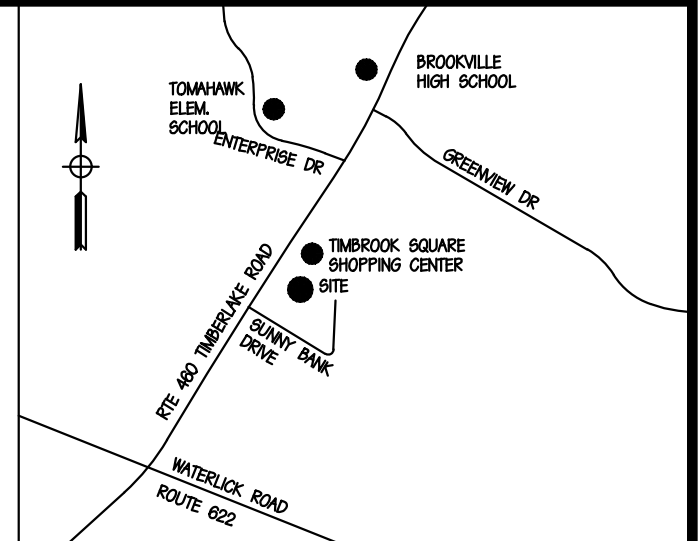 BROOKVILLE
HIGH SCHOOL
TOMAHAWK
ELEM.
SCHOOL
ENTERPRISE DR
GREENVIEW DR
TIMBROOK SQUARE
SHOPPING CENTER
SITE
RTE 460 TIMBERLAKE ROAD
SUNNY BANK
DRIVE
WATERLICK ROAD
ROUTE 622